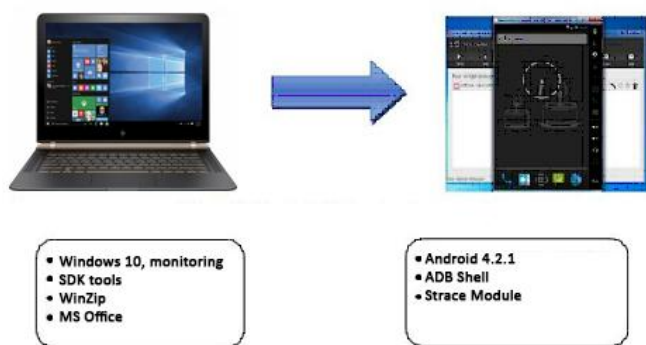 Windows 10, monitoring
SDK tools
WinZip
MS Office
Android 4.2.1
ADB Shell
Strace Module